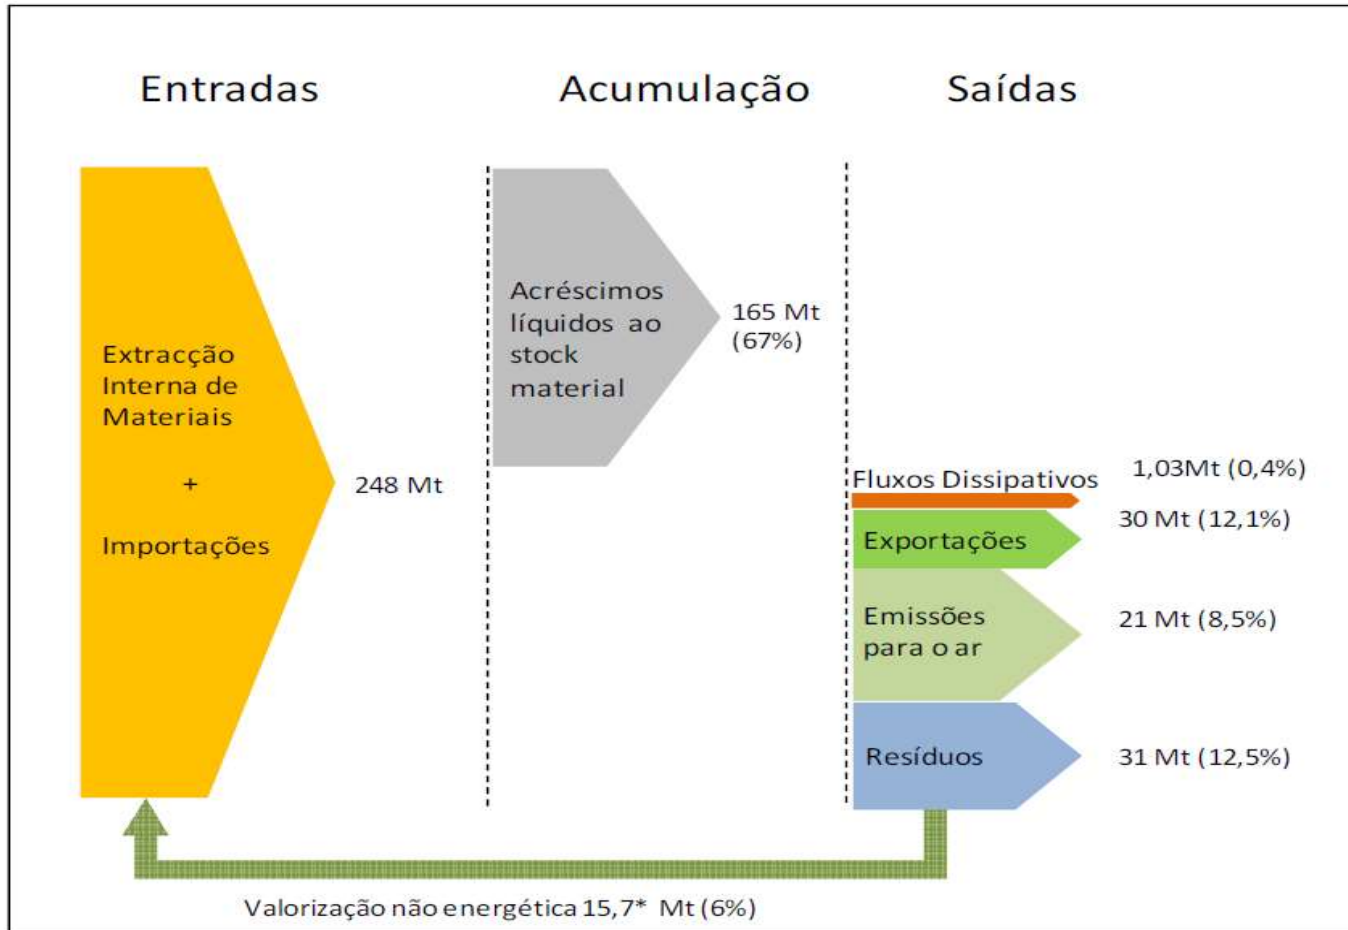 Entradas
Acumulação
Saídas
Extracção
Interna de
Materiais
+
Importações
248 Mt
Acréscimos
líquidos ao
stock
material
165 Mt
(67%)
Fluxos Dissipativos
1,03Mt (0,4%)
Exportações
30 Mt (12,1%)
Emissões
para o ar
21 Mt (8,5%)
Resíduos
31 Mt (12,5%)
Valorização não energética 15,7* Mt (6%)